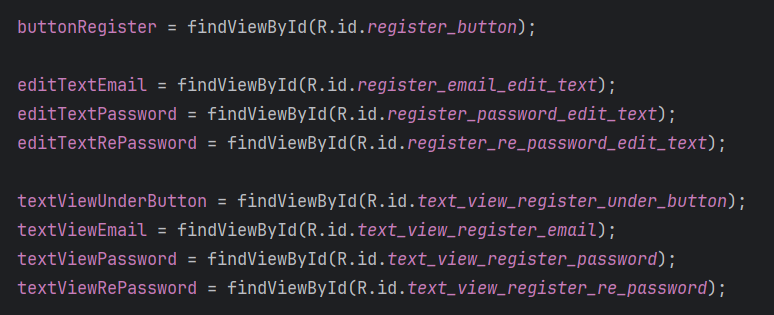 buttonRegister = findViewById(R.id.register_button);
editTextEmail = findViewById(R.id.register_email_edit_text);
editTextPassword = findViewById(R.id.register_password_edit_text);
editTextRePassword = findViewById(R.id.register_re_password_edit_text);
textViewUnderButton = findViewById(R.id.text_view_register_under_button);
textViewEmail = findViewById(R.id.text_view_register_email);
textViewPassword = findViewById(R.id.text_view_register_password);
textViewRePassword = findViewById(R.id.text_view_register_re_password);